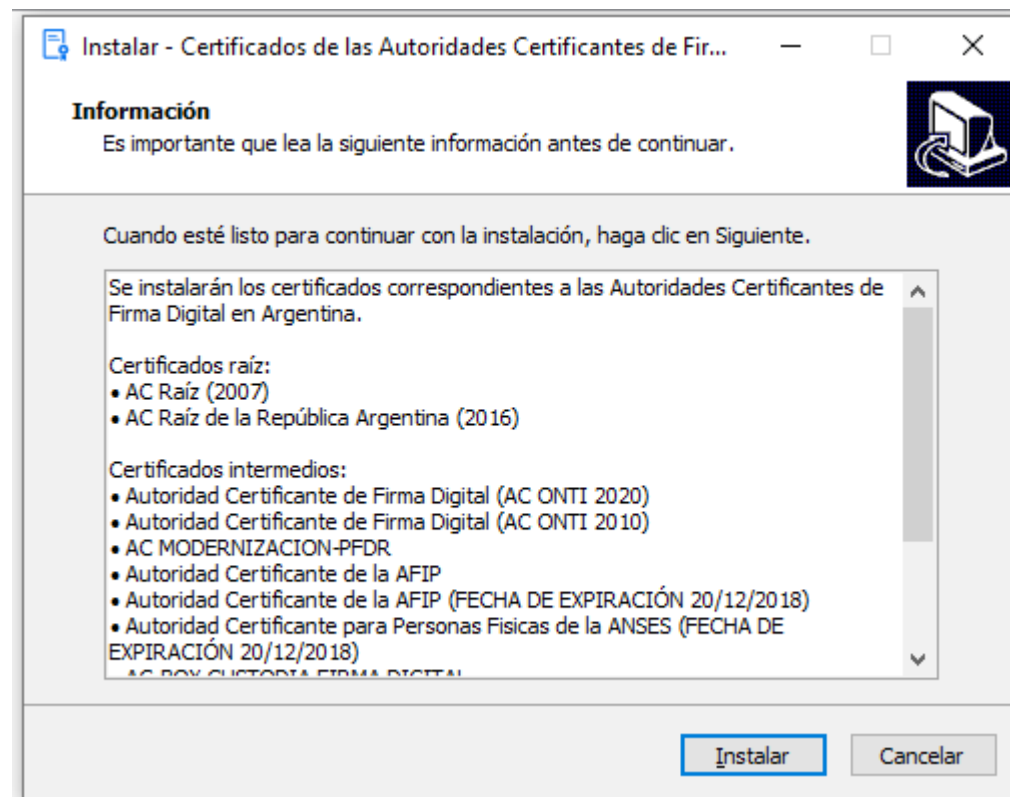 Instalar - Certificados de las Autoridades Certificantes de Fir...
Información
Es importante que lea la siguiente información antes de continuar.
Cuando esté listo para continuar con la instalación, haga clic en Siguiente.
Se instalarán los certificados correspondientes a las Autoridades Certificantes de
Firma Digital en Argentina.
Certificados raíz:
• AC Raíz (2007)
• AC Raíz de la República Argentina (2016)
Certificados intermedios:
• Autoridad Certificante de Firma Digital (AC ONTI 2020)
• Autoridad Certificante de Firma Digital (AC ONTI 2010)
• AC MODERNIZACION-PFDR
• Autoridad Certificante de la AFIP
• Autoridad Certificante de la AFIP (FECHA DE EXPIRACIÓN 20/12/2018)
• Autoridad Certificante para Personas Fisicas de la ANSES (FECHA DE
EXPIRACIÓN 20/12/2018)
• AC BOX CUSTODIA FIRMA DIGITAL
Instalar
Cancelar